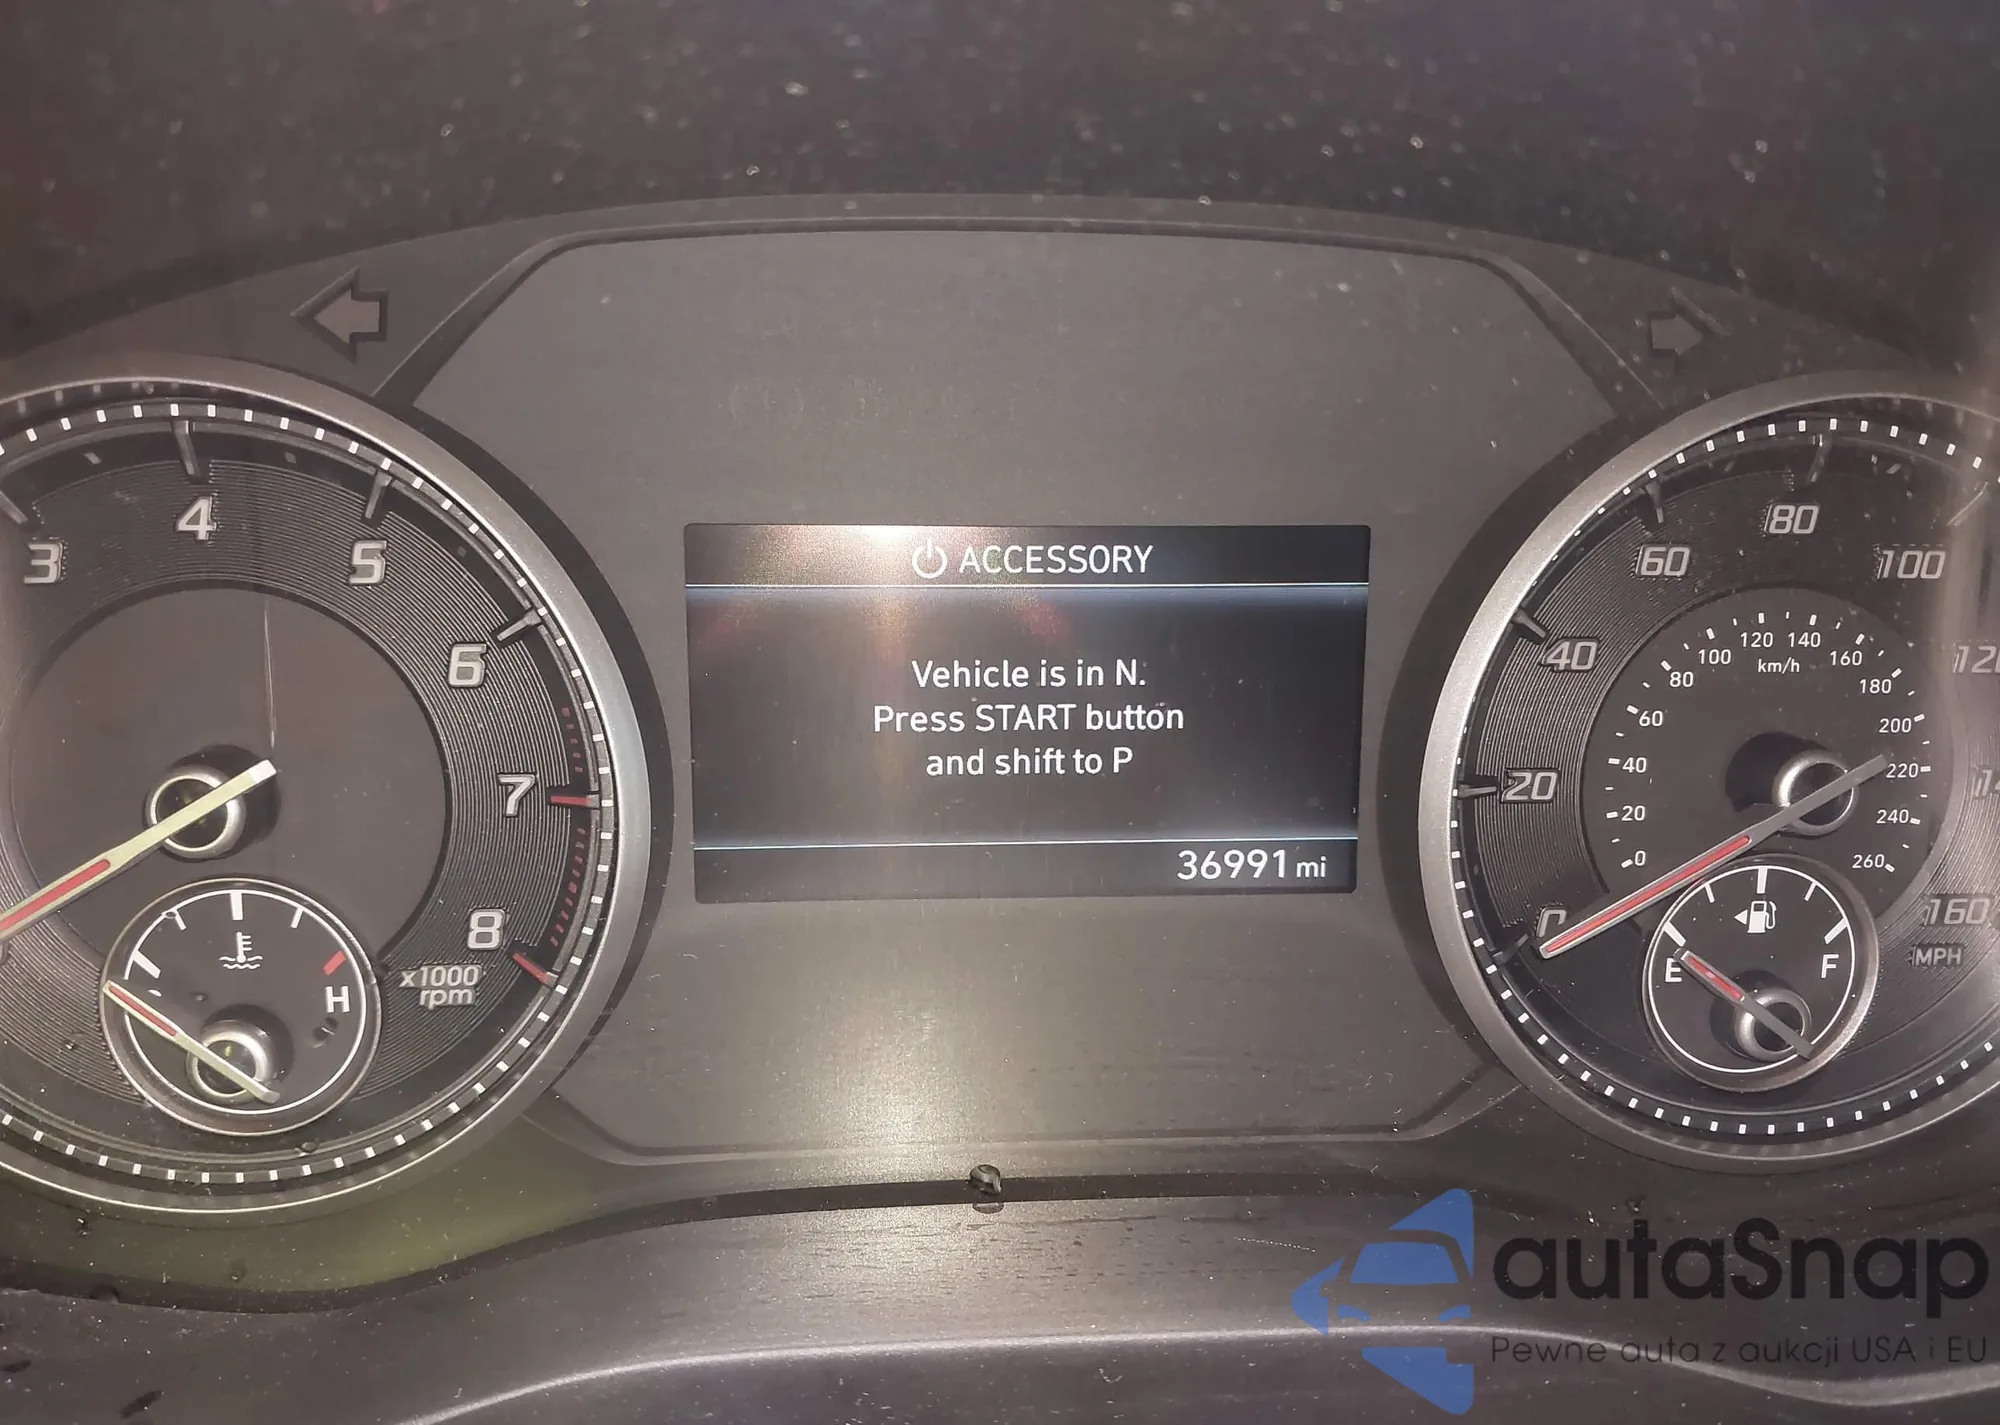 ACCESSORY
Vehicle is in N.
Press START button
and shift to P
36991 mi
3
4
5
6
7
8
x1000
rpm
H
0
20
40
60
80
100
160
MPH
0
20
40
60
80
100
120
140
160
180
200
220
240
260
km/h
E
F
autaSnap
Pewne auta z aukcji USA i EU